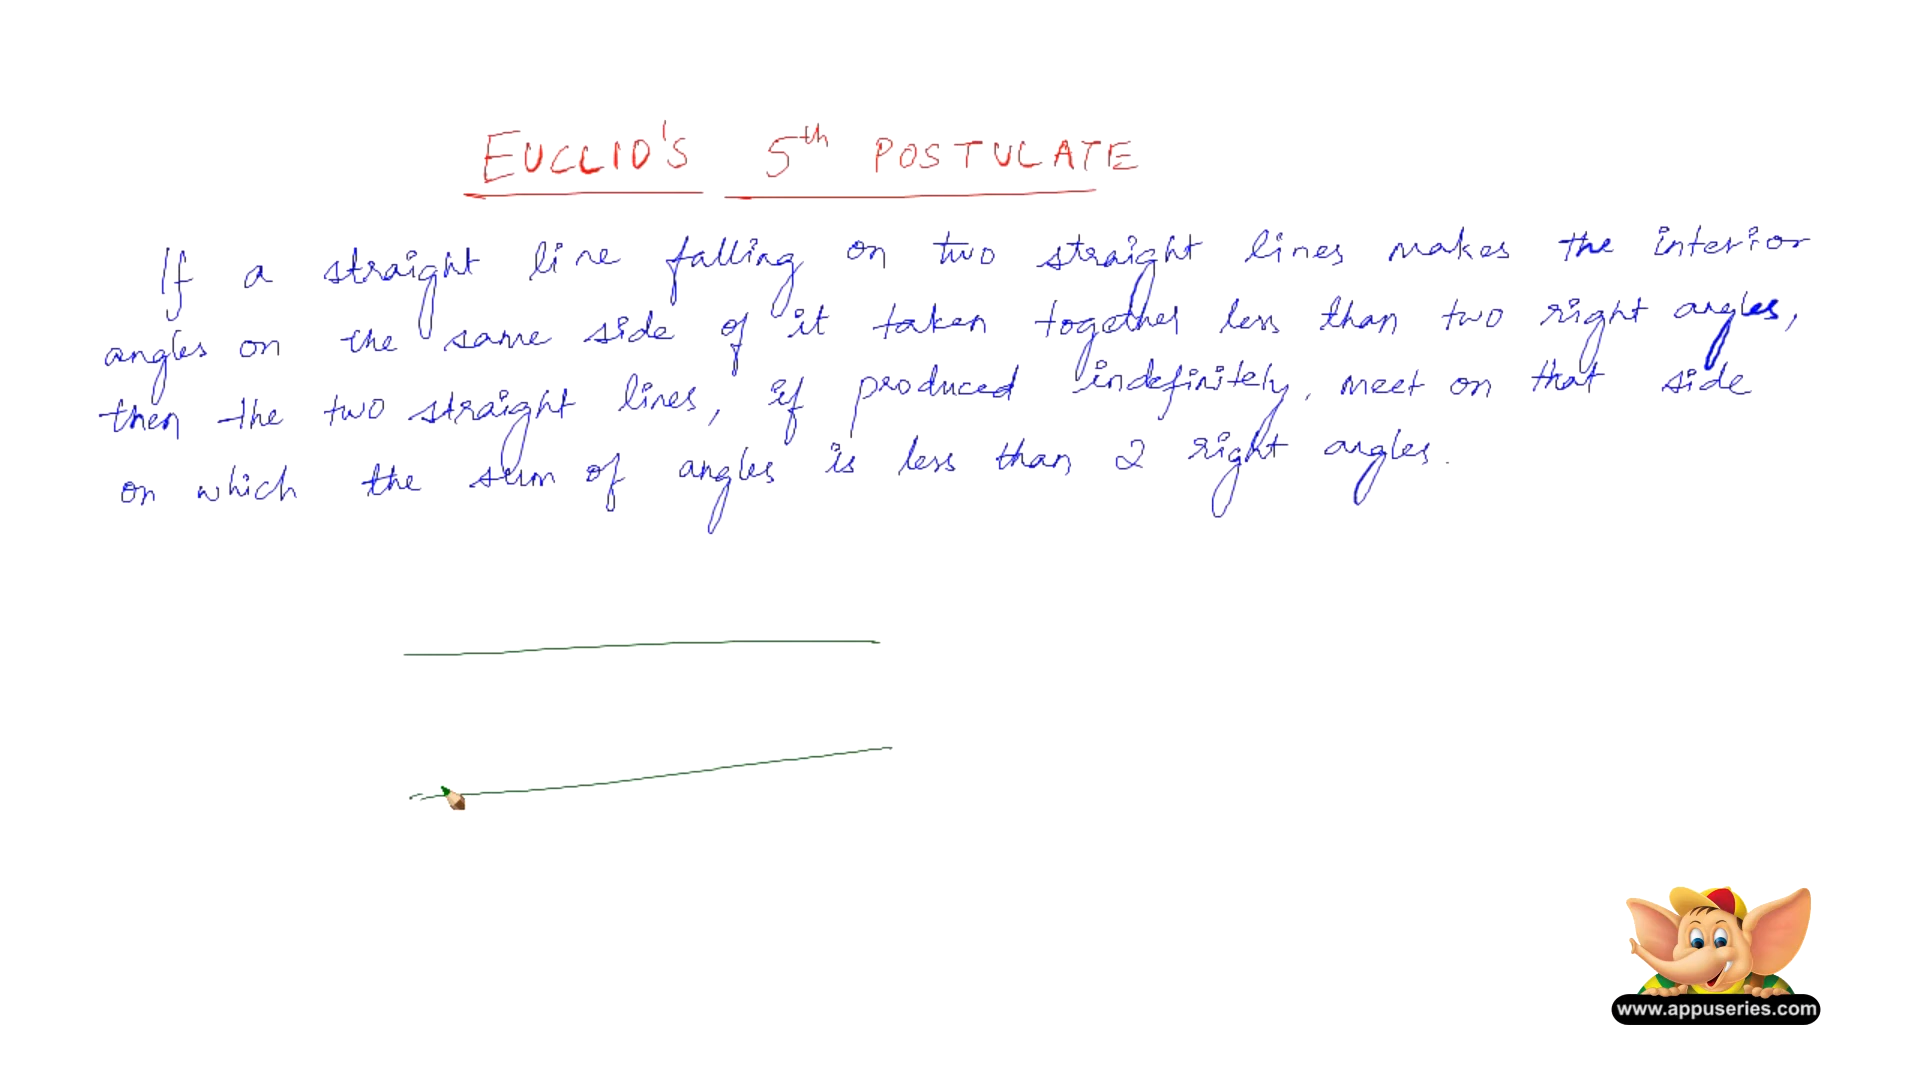 EUCLID'S 5th POSTULATE
If a straight line falling on two straight lines makes the interior
angles on the same side of it taken together less than two right angles,
then the two straight lines, if produced indefinitely, meet on that side
on which the sum of angles is less than 2 right angles.
www.appuseries.com